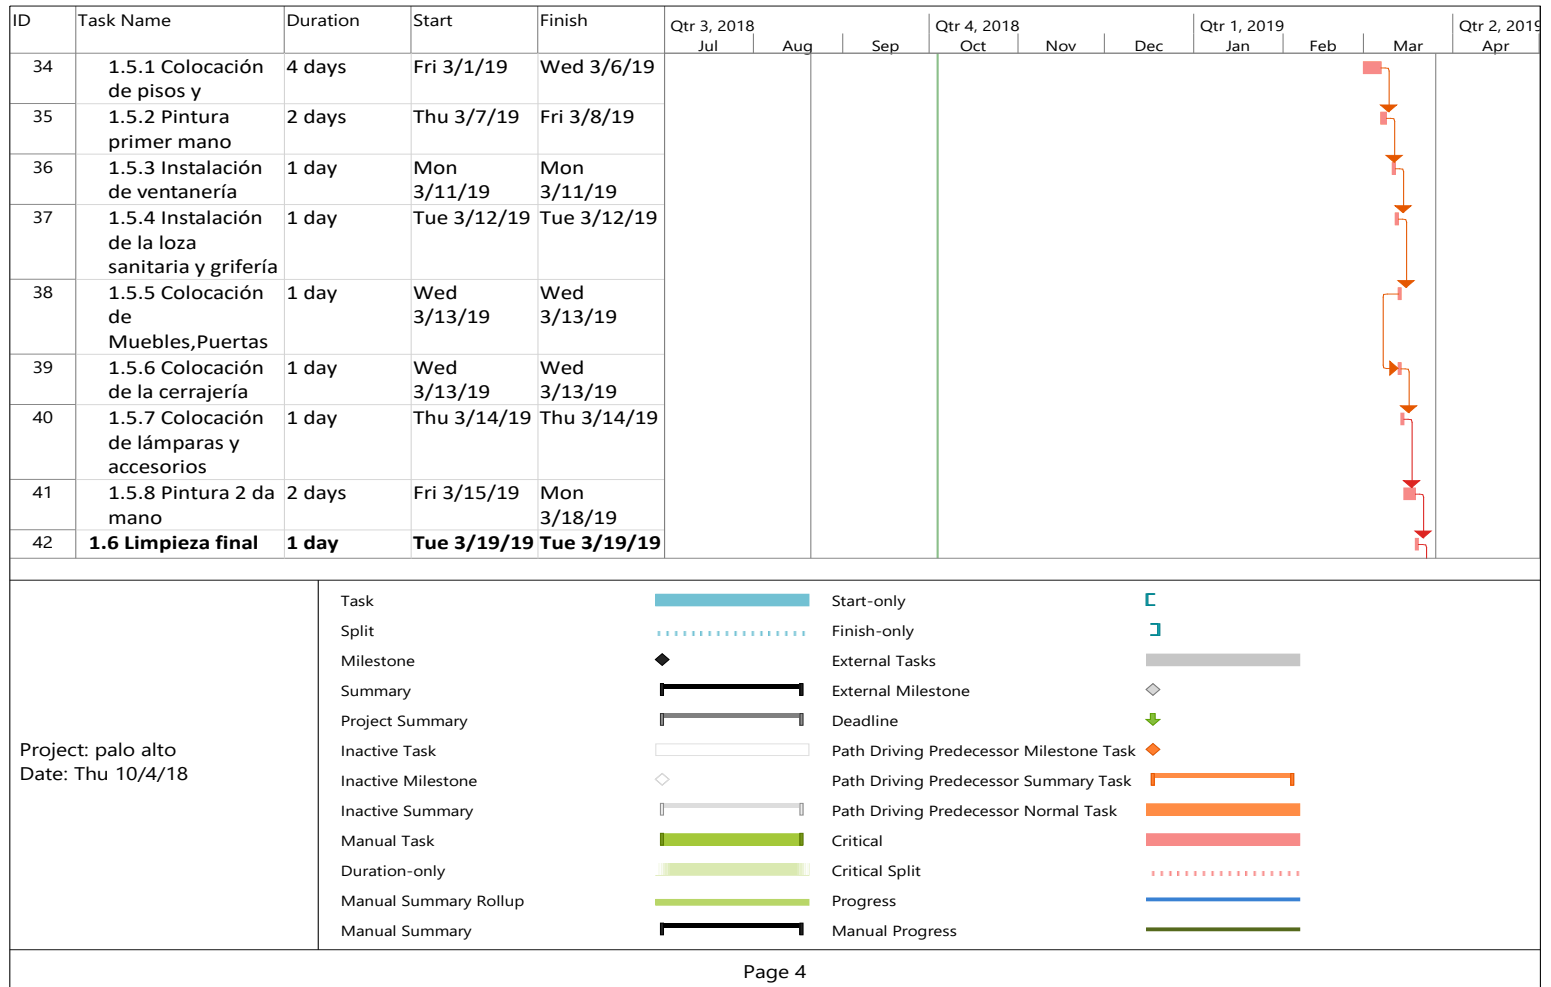 ID Task Name Duration Start Finish Qtr 3, 2018 Qtr 4, 2018 Qtr 1, 2019 Qtr 2, 2019
Jul Aug Sep Oct Nov Dec Jan Feb Mar Apr
34 1.5.1 Colocación 4 days Fri 3/1/19 Wed 3/6/19
de pisos y
35 1.5.2 Pintura 2 days Thu 3/7/19 Fri 3/8/19
primer mano
36 1.5.3 Instalación 1 day Mon Mon
de ventanería 3/11/19 3/11/19
37 1.5.4 Instalación 1 day Tue 3/12/19 Tue 3/12/19
de la loza
sanitaria y grifería
38 1.5.5 Colocación 1 day Wed Wed
de 3/13/19 3/13/19
Muebles,Puertas
39 1.5.6 Colocación 1 day Wed Wed
de la cerrajería 3/13/19 3/13/19
40 1.5.7 Colocación 1 day Thu 3/14/19 Thu 3/14/19
de lámparas y
accesorios
41 1.5.8 Pintura 2 da 2 days Fri 3/15/19 Mon
mano 3/18/19
42 1.6 Limpieza final 1 day Tue 3/19/19 Tue 3/19/19
Project: palo alto
Date: Thu 10/4/18
Task
Split
Milestone
Summary
Project Summary
Inactive Task
Inactive Milestone
Inactive Summary
Manual Task
Duration-only
Manual Summary Rollup
Manual Summary
Start-only
Finish-only
External Tasks
External Milestone
Deadline
Path Driving Predecessor Milestone Task
Path Driving Predecessor Summary Task
Path Driving Predecessor Normal Task
Critical
Critical Split
Progress
Manual Progress
Page 4